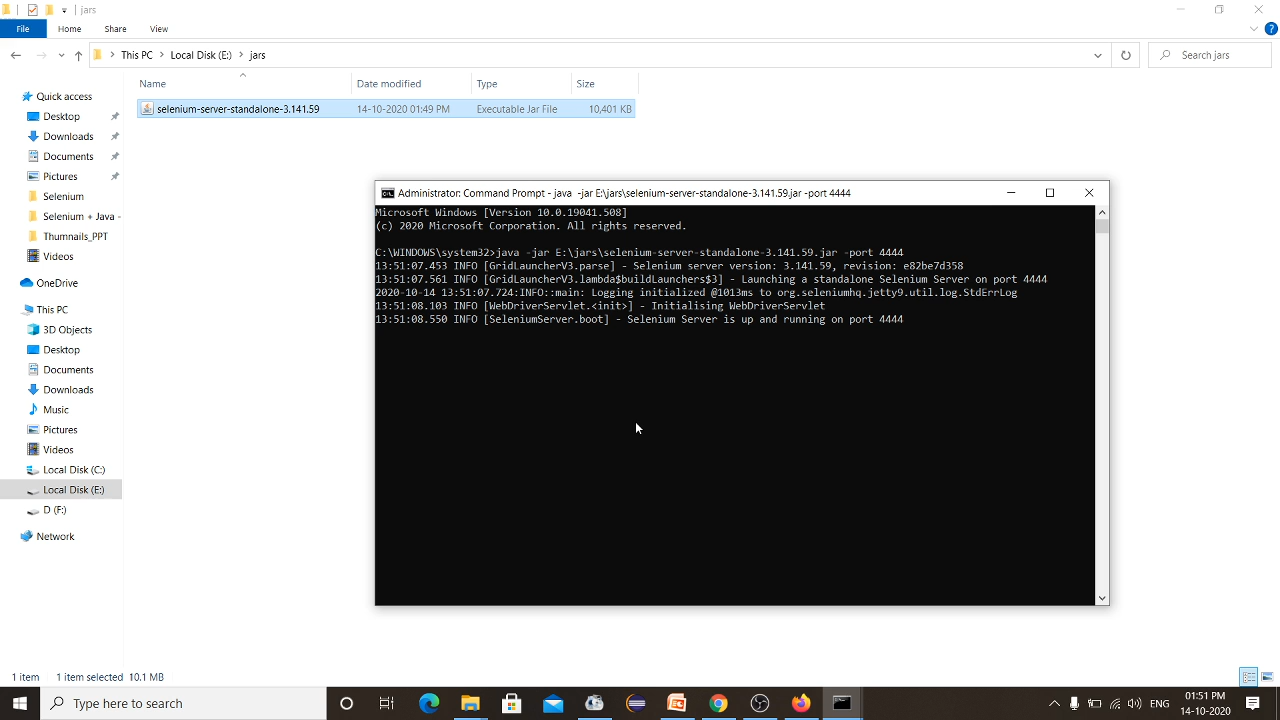 jars
File Home Share View
This PC Local Disk (E:) jars Search jars
Name Date modified Type Size
selenium-server-standalone-3.141.59 14-10-2020 01:49 PM Executable Jar File 10,401 KB
Quick access
Desktop
Downloads
Documents
Pictures
Selenium
Selenium + Java -
Thumnails_PPT
Videos
OneDrive
This PC
3D Objects
Desktop
Documents
Downloads
Music
Pictures
Videos
Local Disk (C:)
Local Disk (E:)
D (F:)
Network
Administrator: Command Prompt - java -jar E:\jars\selenium-server-standalone-3.141.59.jar -port 4444
Microsoft Windows [Version 10.0.19041.508]
(c) 2020 Microsoft Corporation. All rights reserved.
C:\WINDOWS\system32>java -jar E:\jars\selenium-server-standalone-3.141.59.jar -port 4444
13:51:07.453 INFO [GridLauncherV3.parse] - Selenium server version: 3.141.59, revision: e82be7d358
13:51:07.561 INFO [GridLauncherV3.lambda$buildLaunchers$3] - Launching a standalone Selenium Server on port 4444
2020-10-14 13:51:07.724:INFO::main: Logging initialized @1013ms to org.seleniumhq.jetty9.util.log.StdErrLog
13:51:08.103 INFO [WebDriverServlet.<init>] - Initialising WebDriverServlet
13:51:08.550 INFO [SeleniumServer.boot] - Selenium Server is up and running on port 4444
1 item 1 item selected 10.1 MB
Type here to search
ENG
01:51 PM
14-10-2020